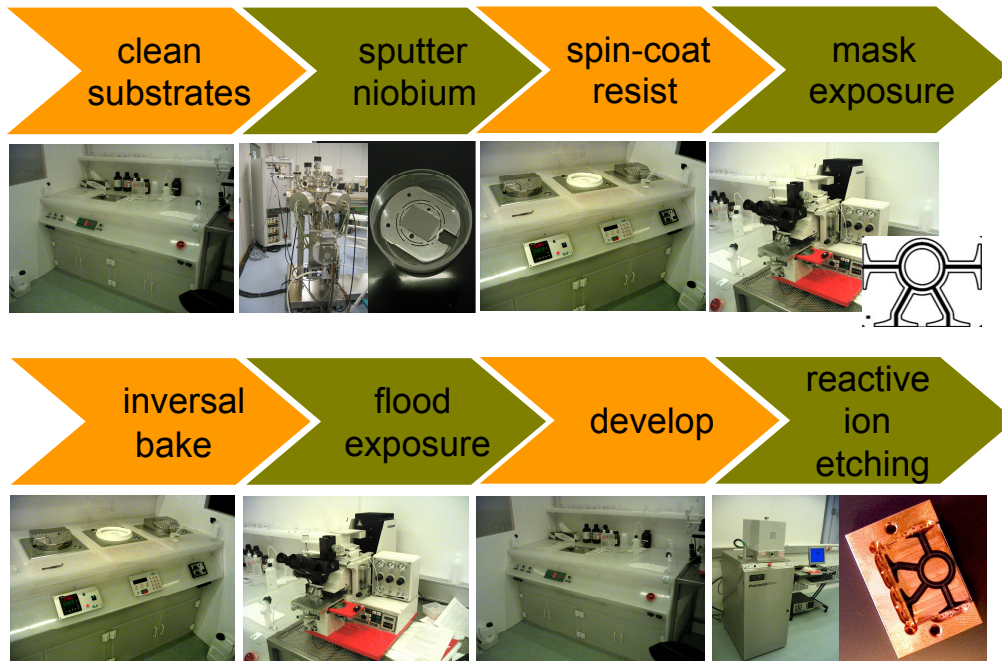 clean
substrates
sputter
niobium
spin-coat
resist
mask
exposure
inversal
bake
flood
exposure
develop
reactive
ion
etching